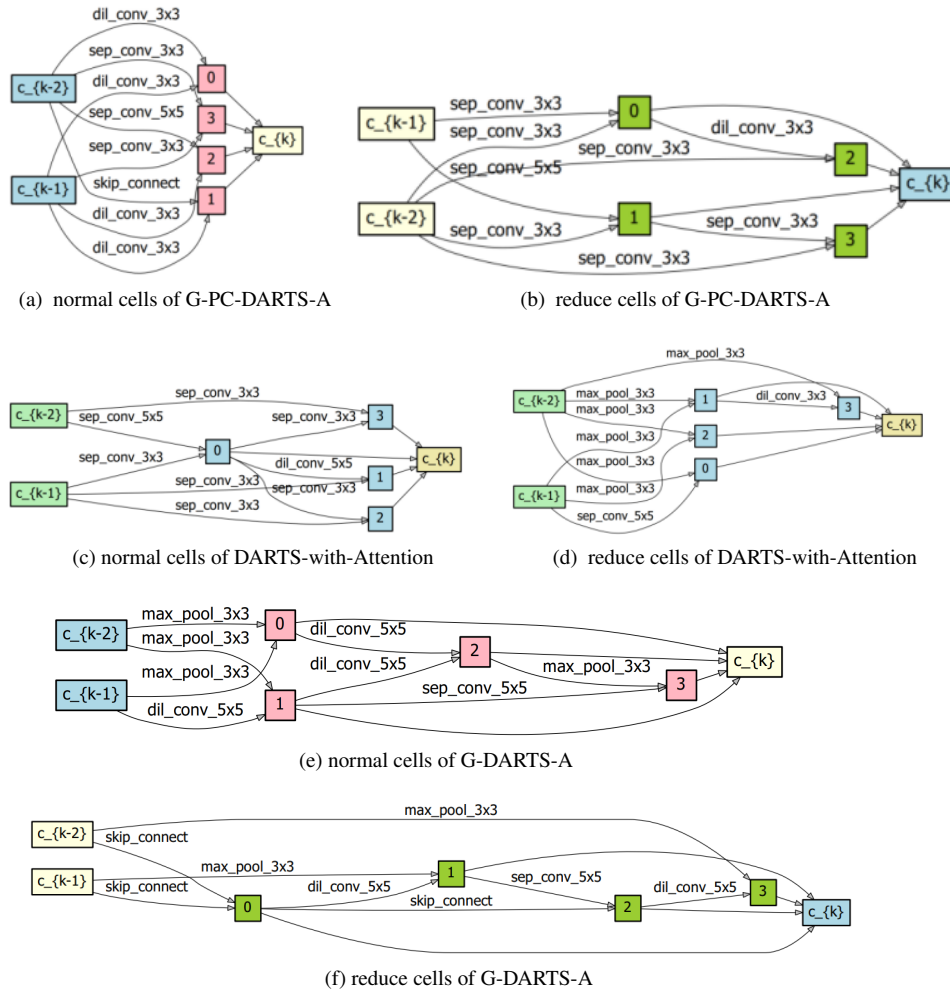 dil_conv_3x3
sep_conv_3x3
c_{k-2}
dil_conv_3x3
0
sep_conv_5x5
3
c_{k}
sep_conv_3x3
2
c_{k-1}
skip_connect
1
dil_conv_3x3
dil_conv_3x3
(a) normal cells of G-PC-DARTS-A
c_{k-1}
sep_conv_3x3
0
sep_conv_3x3
dil_conv_3x3
sep_conv_3x3
2
sep_conv_5x5
c_{k}
c_{k-2}
1
sep_conv_3x3
sep_conv_3x3
3
sep_conv_3x3
(b) reduce cells of G-PC-DARTS-A
sep_conv_3x3
c_{k-2}
sep_conv_5x5
sep_conv_3x3
3
sep_conv_3x3
0
c_{k}
dil_conv_5x5
c_{k-1}
sep_conv_3x3
sep_conv_3x3
1
sep_conv_3x3
2
(c) normal cells of DARTS-with-Attention
max_pool_3x3
c_{k-2}
max_pool_3x3
1
dil_conv_3x3
3
max_pool_3x3
c_{k}
max_pool_3x3
2
max_pool_3x3
0
c_{k-1}
max_pool_3x3
sep_conv_5x5
(d) reduce cells of DARTS-with-Attention
c_{k-2}
max_pool_3x3
0
max_pool_3x3
dil_conv_5x5
2
c_{k}
dil_conv_5x5
max_pool_3x3
c_{k-1}
max_pool_3x3
3
sep_conv_5x5
dil_conv_5x5
1
(e) normal cells of G-DARTS-A
max_pool_3x3
c_{k-2}
skip_connect
max_pool_3x3
1
c_{k-1}
sep_conv_5x5
skip_connect
dil_conv_5x5
dil_conv_5x5
3
0
skip_connect
2
c_{k}
(f) reduce cells of G-DARTS-A